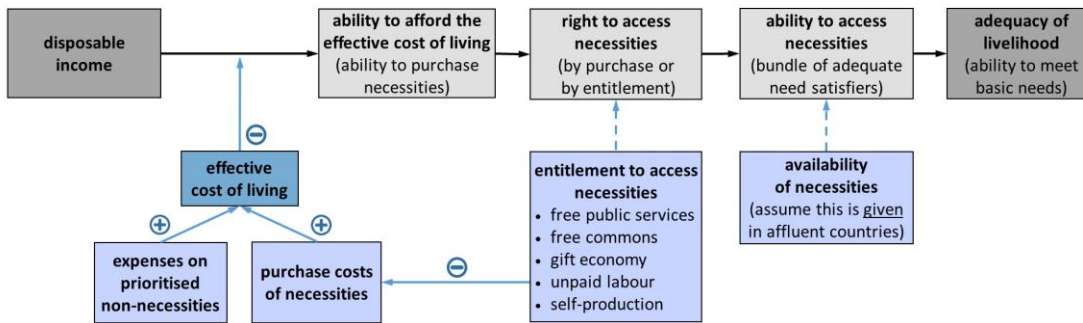 disposable
income
ability to afford the
effective cost of living
(ability to purchase
necessities)
right to access
necessities
(by purchase or
by entitlement)
ability to access
necessities
(bundle of adequate
need satisfiers)
adequacy of
livelihood
(ability to meet
basic needs)
effective
cost of living
expenses on
prioritised
non-necessities
purchase costs
of necessities
entitlement to access
necessities
• free public services
• free commons
• gift economy
• unpaid labour
• self-production
availability
of necessities
(assume this is given
in affluent countries)